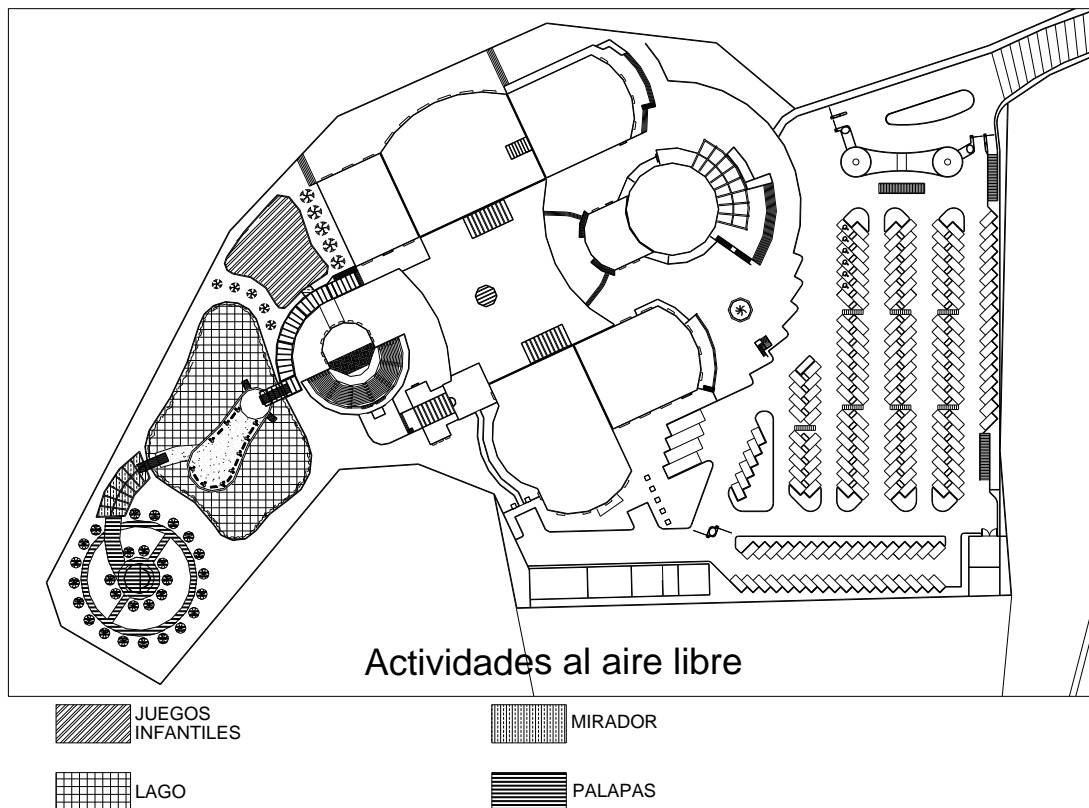 Actividades al aire libre
JUEGOS
INFANTILES
MIRADOR
LAGO
PALAPAS